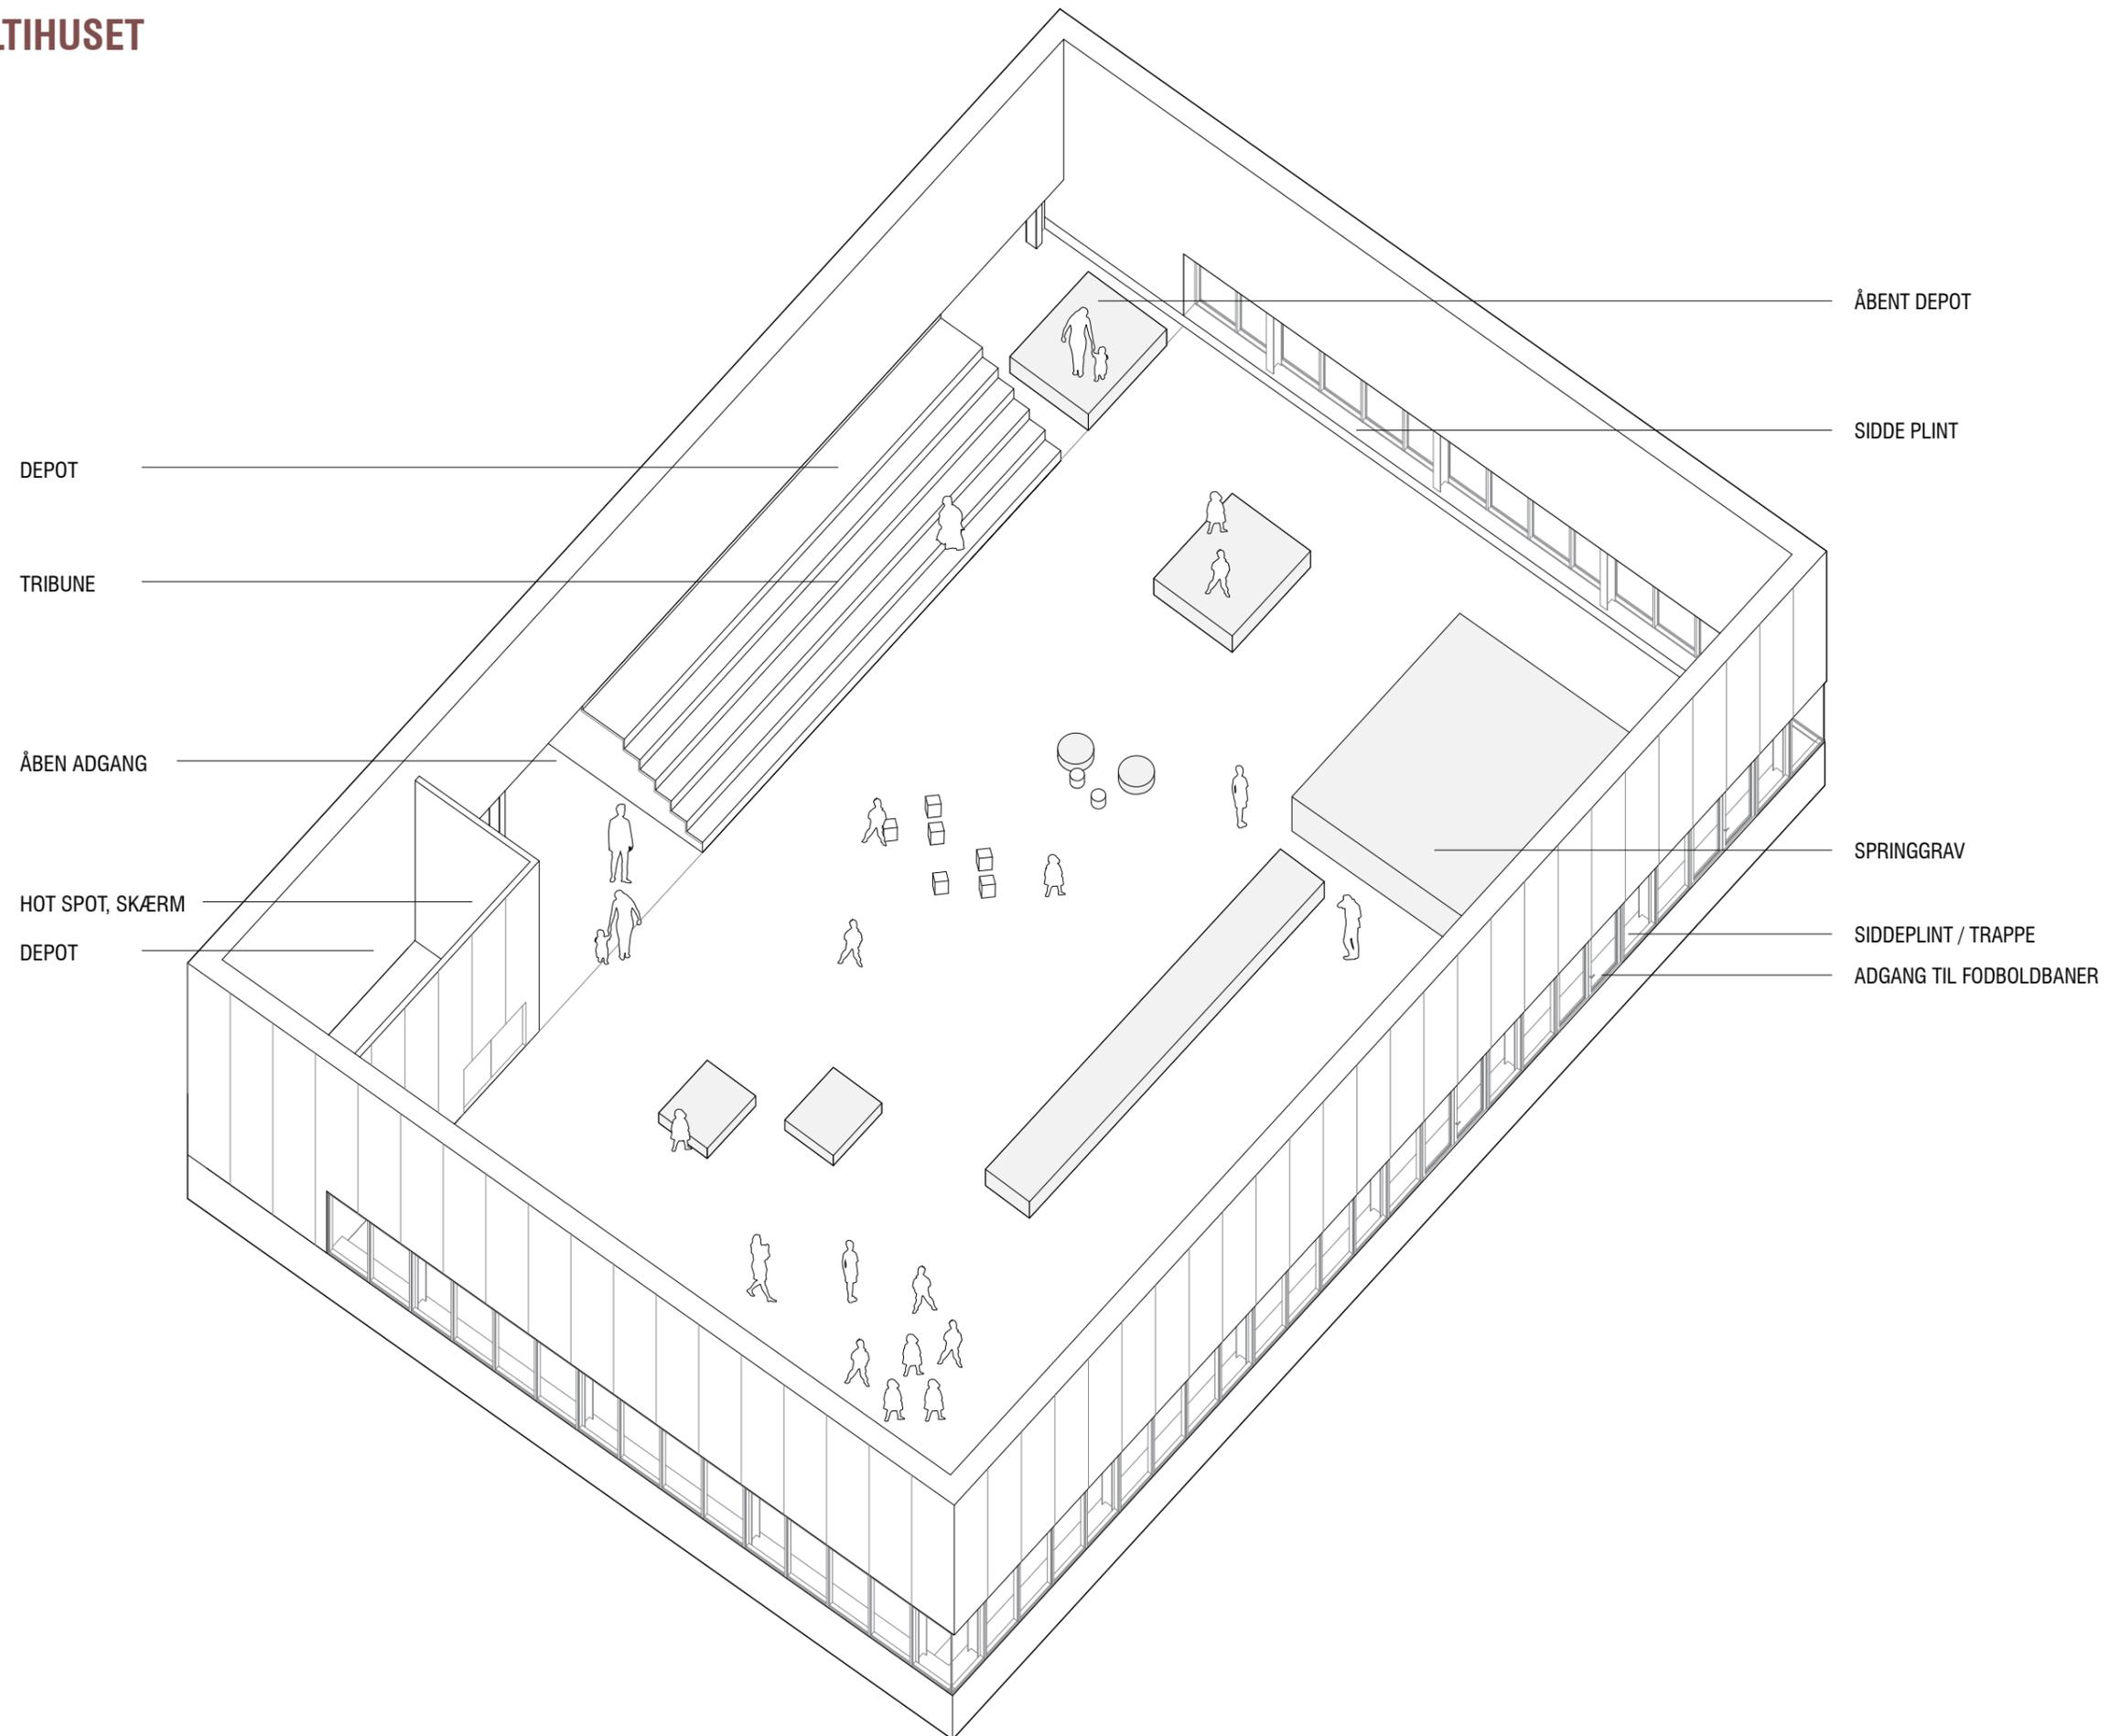 LTIHUSET
DEPOT
TRIBUNE
ÅBEN ADGANG
HOT SPOT, SKÆRM
DEPOT
ÅBENT DEPOT
SIDDE PLINT
SPRINGGRAV
SIDDEPLINT / TRAPPE
ADGANG TIL FODBOLDBANER